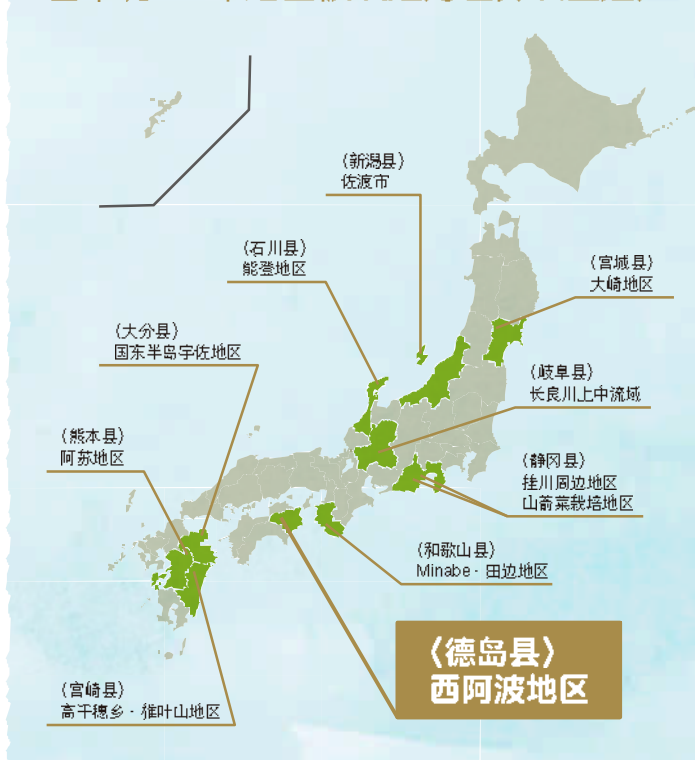 （新潟县）
佐渡市
（石川县）
能登地区
（宫城县）
大崎地区
（大分县）
国东半岛宇佐地区
（岐阜县）
长良川上中流域
（熊本县）
阿苏地区
（静冈县）
挂川周边地区
山萮菜栽培地区
（和歌山县）
Minabe·田边地区
〈德岛县〉
西阿波地区
（宫崎县）
高千穗乡·椎叶山地区